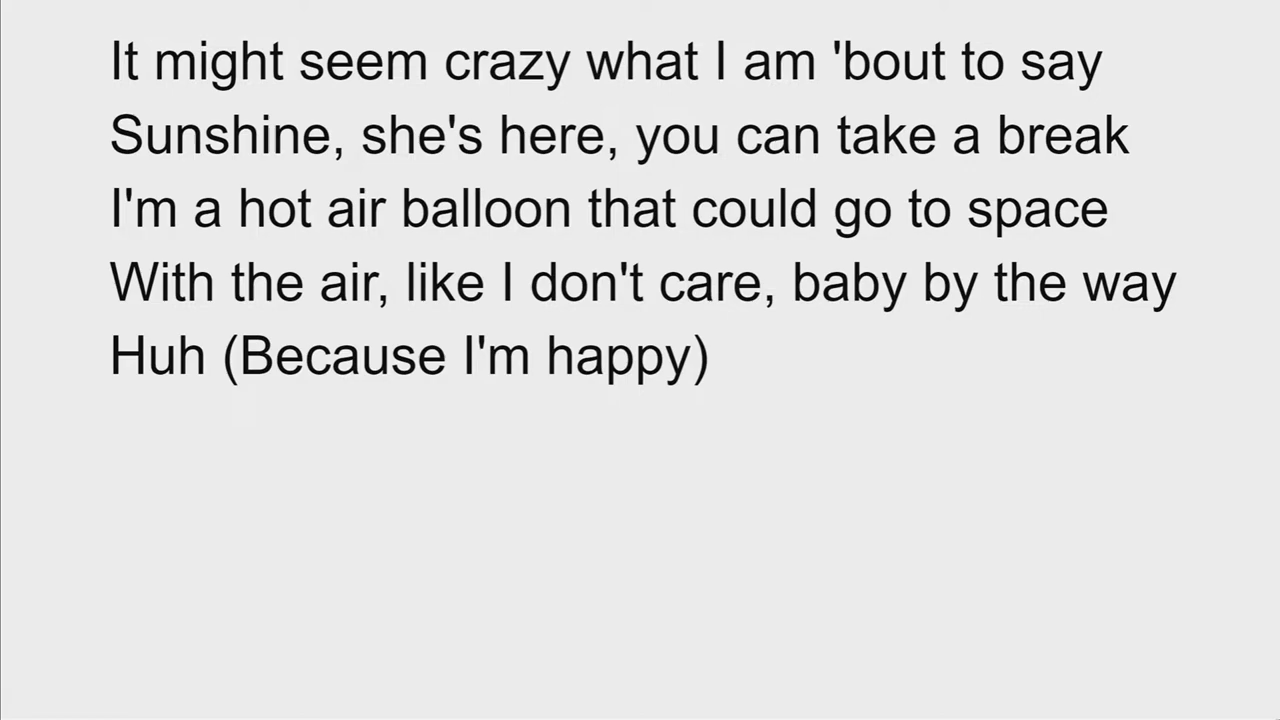 It might seem crazy what I am 'bout to say
Sunshine, she's here, you can take a break
I'm a hot air balloon that could go to space
With the air, like I don't care, baby by the way
Huh (Because I'm happy)